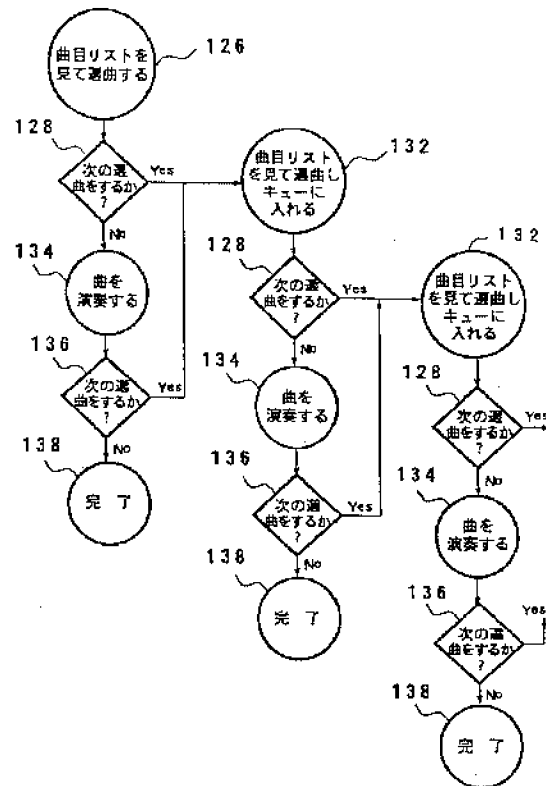 126
曲目リストを
見て選曲する
128
次の選
曲をするか
?
Yes
No
134
曲を
演奏する
136
次の選
曲をするか
?
Yes
No
138
完 了
132
曲目リスト
を見て選曲し
キューに
入れる
128
次の選
曲をするか
?
Yes
No
134
曲を
演奏する
136
次の選
曲をするか
?
Yes
No
138
完 了
132
曲目リスト
を見て選曲し
キューに
入れる
128
次の選
曲をするか
?
Yes
No
134
曲を
演奏する
136
次の選
曲をするか
?
Yes
No
138
完 了